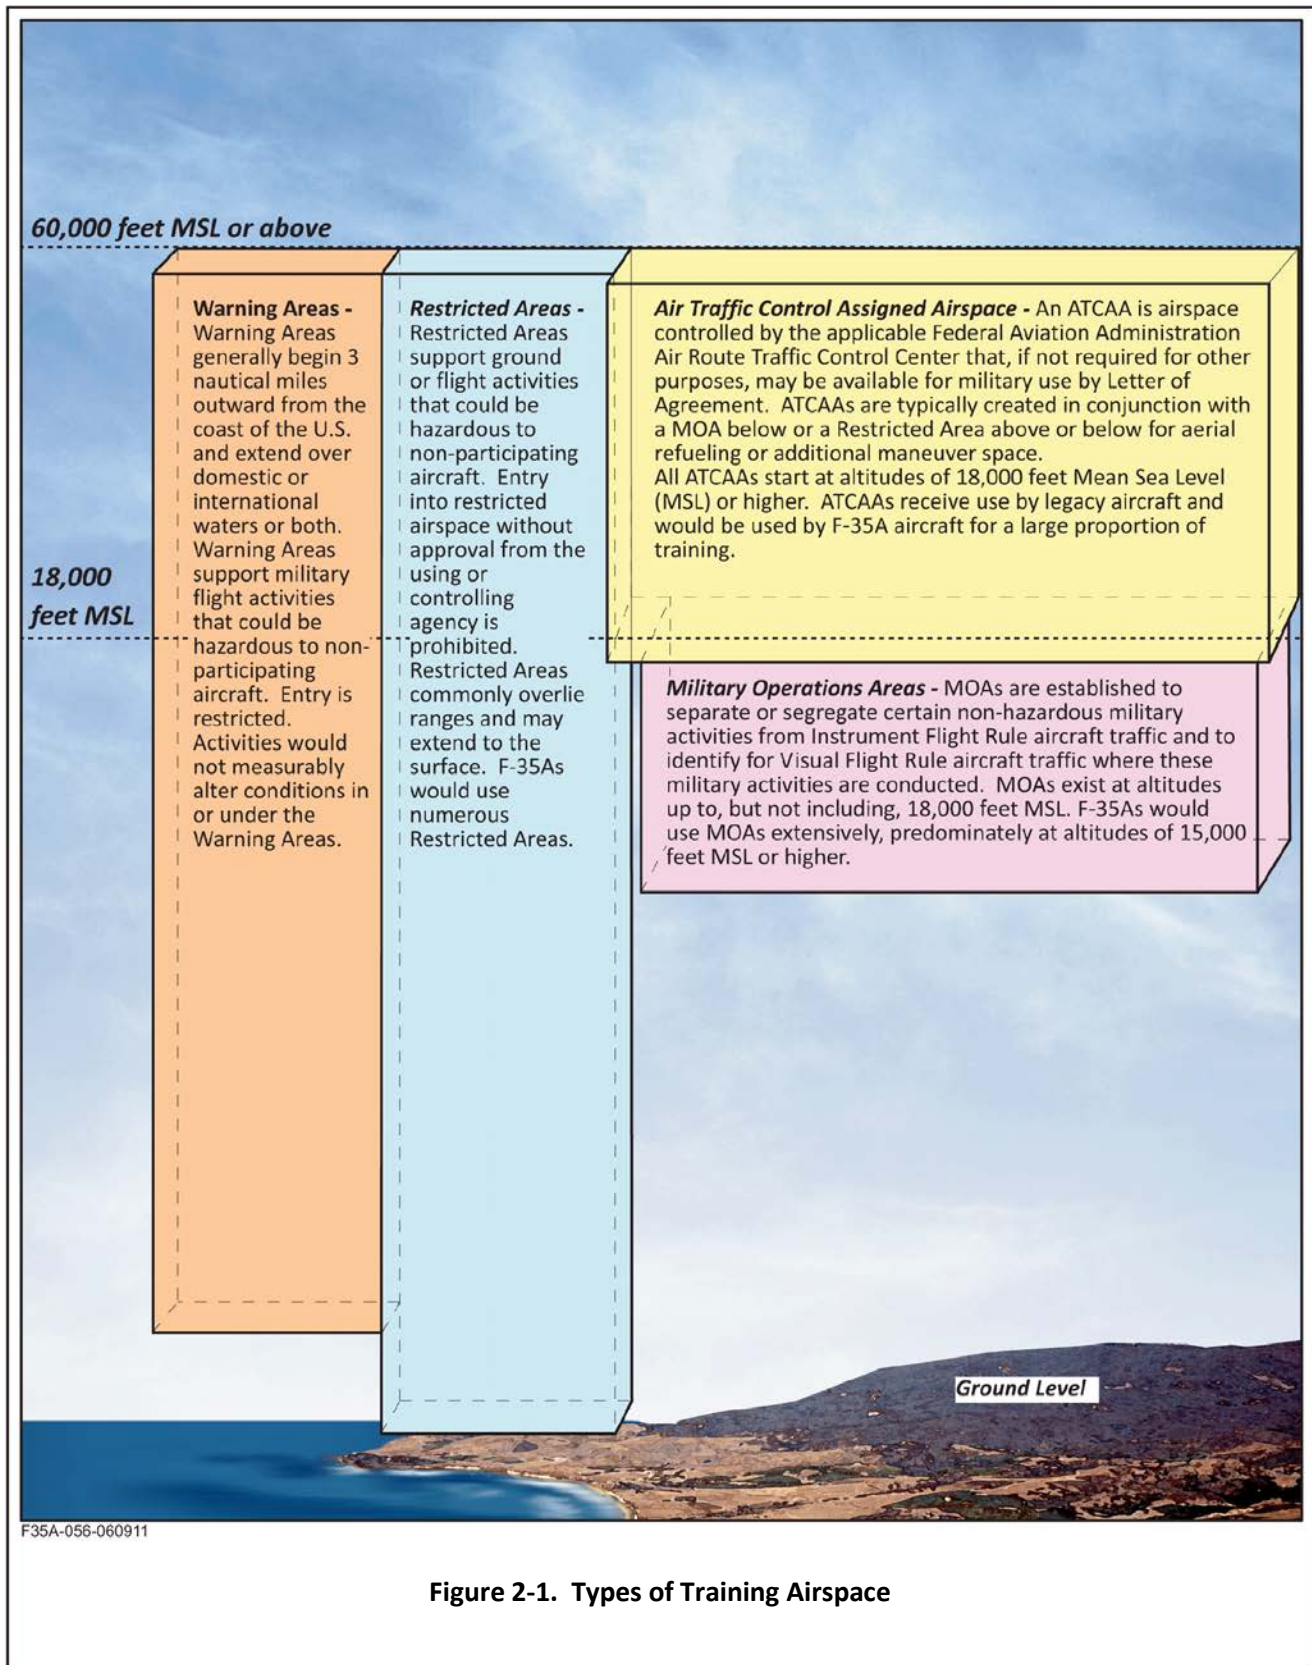 60,000 feet MSL or above
Warning Areas -
Warning Areas
generally begin 3
nautical miles
outward from the
coast of the U.S.
and extend over
domestic or
international
waters or both.
Warning Areas
support military
flight activities
that could be
hazardous to non-
participating
aircraft.  Entry is
restricted.
Activities would
not measurably
alter conditions in
or under the
Warning Areas.
Restricted Areas -
Restricted Areas
support ground
or flight activities
that could be
hazardous to
non-participating
aircraft.  Entry
into restricted
airspace without
approval from the
using or
controlling
agency is
prohibited.
Restricted Areas
commonly overlie
ranges and may
extend to the
surface.  F-35As
would use
numerous
Restricted Areas.
Air Traffic Control Assigned Airspace - An ATCAA is airspace
controlled by the applicable Federal Aviation Administration
Air Route Traffic Control Center that, if not required for other
purposes, may be available for military use by Letter of
Agreement.  ATCAAs are typically created in conjunction with
a MOA below or a Restricted Area above or below for aerial
refueling or additional maneuver space.
All ATCAAs start at altitudes of 18,000 feet Mean Sea Level
(MSL) or higher.  ATCAAs receive use by legacy aircraft and
would be used by F-35A aircraft for a large proportion of
training.
18,000
feet MSL
Military Operations Areas - MOAs are established to
separate or segregate certain non-hazardous military
activities from Instrument Flight Rule aircraft traffic and to
identify for Visual Flight Rule aircraft traffic where these
military activities are conducted.  MOAs exist at altitudes
up to, but not including, 18,000 feet MSL. F-35As would
use MOAs extensively, predominately at altitudes of 15,000
feet MSL or higher.
Ground Level
F35A-056-060911
Figure 2-1.  Types of Training Airspace